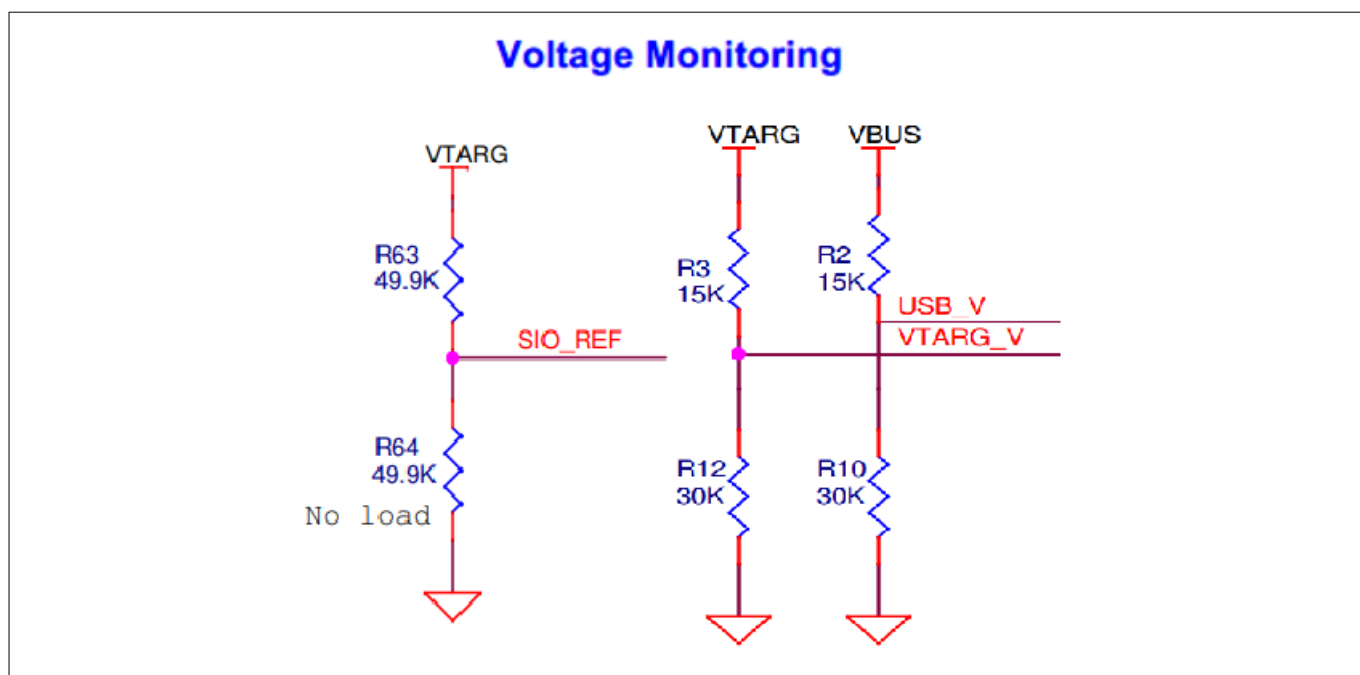 Voltage Monitoring
VTARG
R63
49.9K
SIO_REF
R64
49.9K
No load
VTARG
R3
15K
VTARG_V
R12
30K
VBUS
R2
15K
USB_V
R10
30K